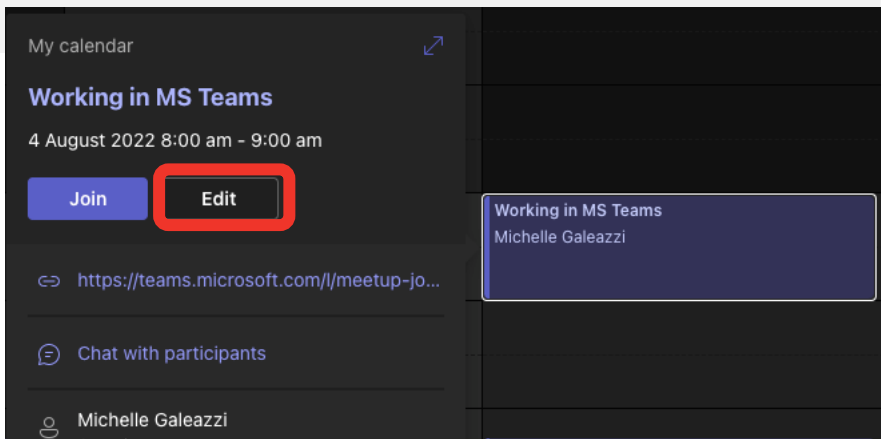 My calendar
Working in MS Teams
4 August 2022 8:00 am - 9:00 am
Join
Edit
https://teams.microsoft.com/l/meetup-jo...
Chat with participants
Michelle Galeazzi
Working in MS Teams
Michelle Galeazzi